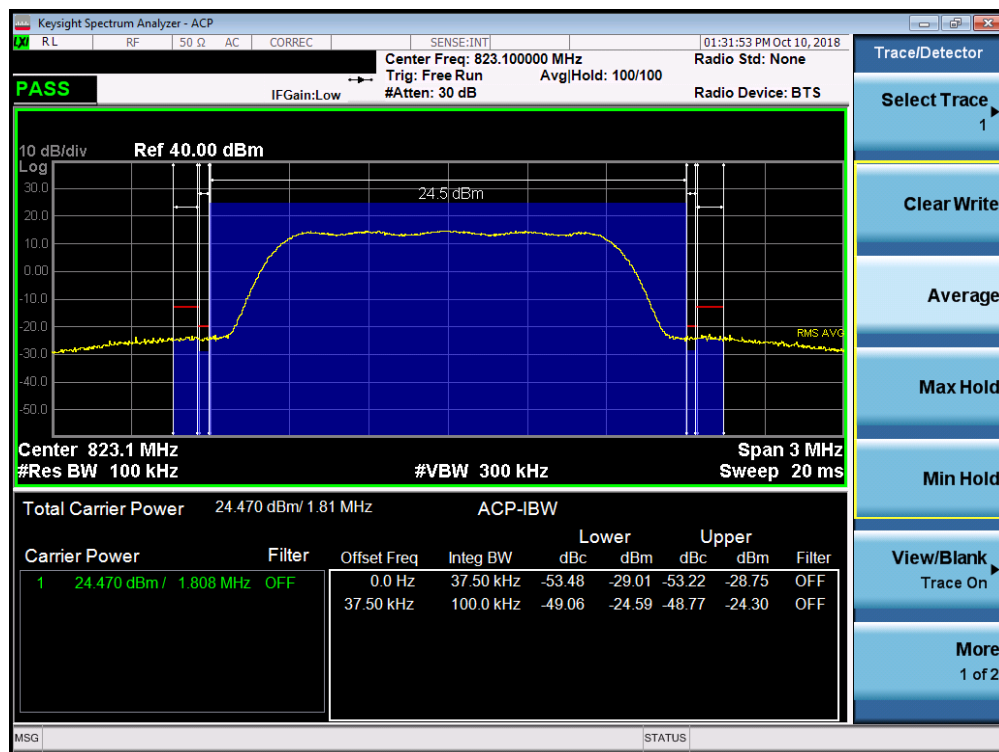 Keysight Spectrum Analyzer - ACP
LXI RL RF 50 Ω AC CORREC SENSE:INT 01:31:53 PM Oct 10, 2018
Center Freq: 823.100000 MHz Radio Std: None
Trig: Free Run Avg|Hold: 100/100
PASS IFGain:Low #Atten: 30 dB Radio Device: BTS
10 dB/div Ref 40.00 dBm
Log
30.0
24.5 dBm
20.0
10.0
0.00
-10.0
-20.0
RMS AVG
-30.0
-40.0
-50.0
Center 823.1 MHz Span 3 MHz
#Res BW 100 kHz #VBW 300 kHz Sweep 20 ms
Total Carrier Power 24.470 dBm/ 1.81 MHz ACP-IBW
Lower Upper
Carrier Power Filter Offset Freq Integ BW dBc dBm dBc dBm Filter
1 24.470 dBm / 1.808 MHz OFF 0.0 Hz 37.50 kHz -53.48 -29.01 -53.22 -28.75 OFF
37.50 kHz 100.0 kHz -49.06 -24.59 -48.77 -24.30 OFF
MSG STATUS
Trace/Detector
Select Trace
1
Clear Write
Average
Max Hold
Min Hold
View/Blank
Trace On
More
1 of 2